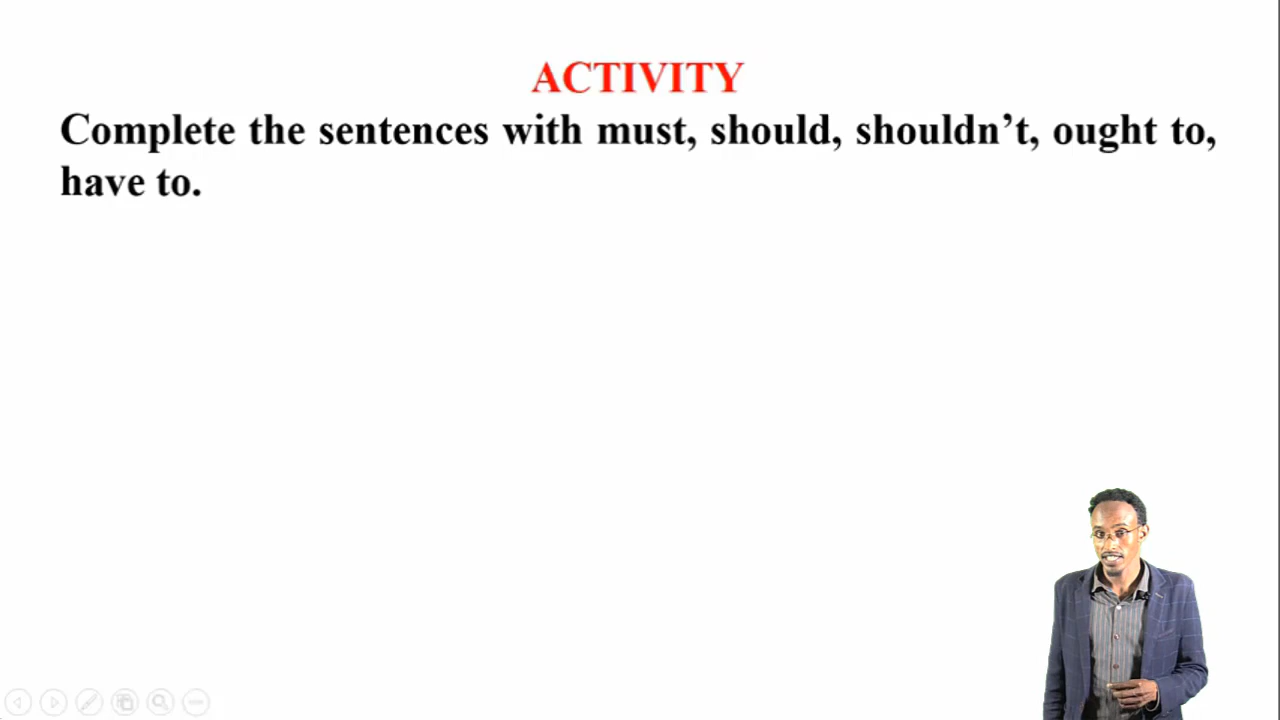 ACTIVITY
Complete the sentences with must, should, shouldn’t, ought to,
have to.